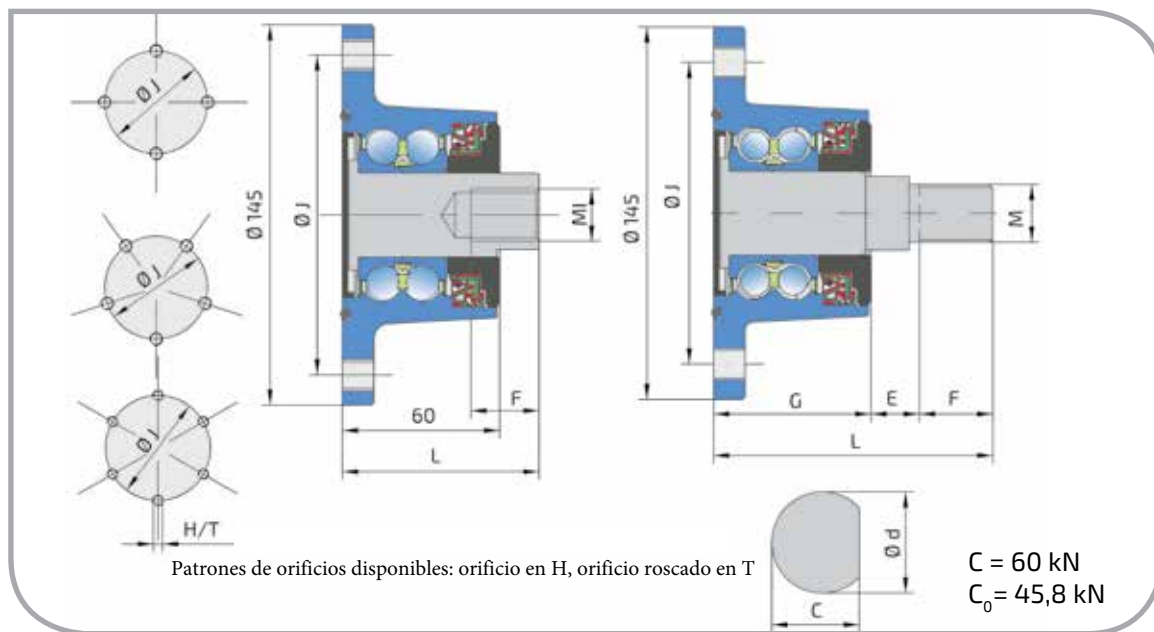 Ø J
Ø J
Ø J
H/T
Ø 145
Ø J
MI
F
60
L
Ø 145
Ø J
M
G
E
F
L
Ø d
C
Patrones de orificios disponibles: orificio en H, orificio roscado en T
C = 60 kN
C₀= 45,8 kN